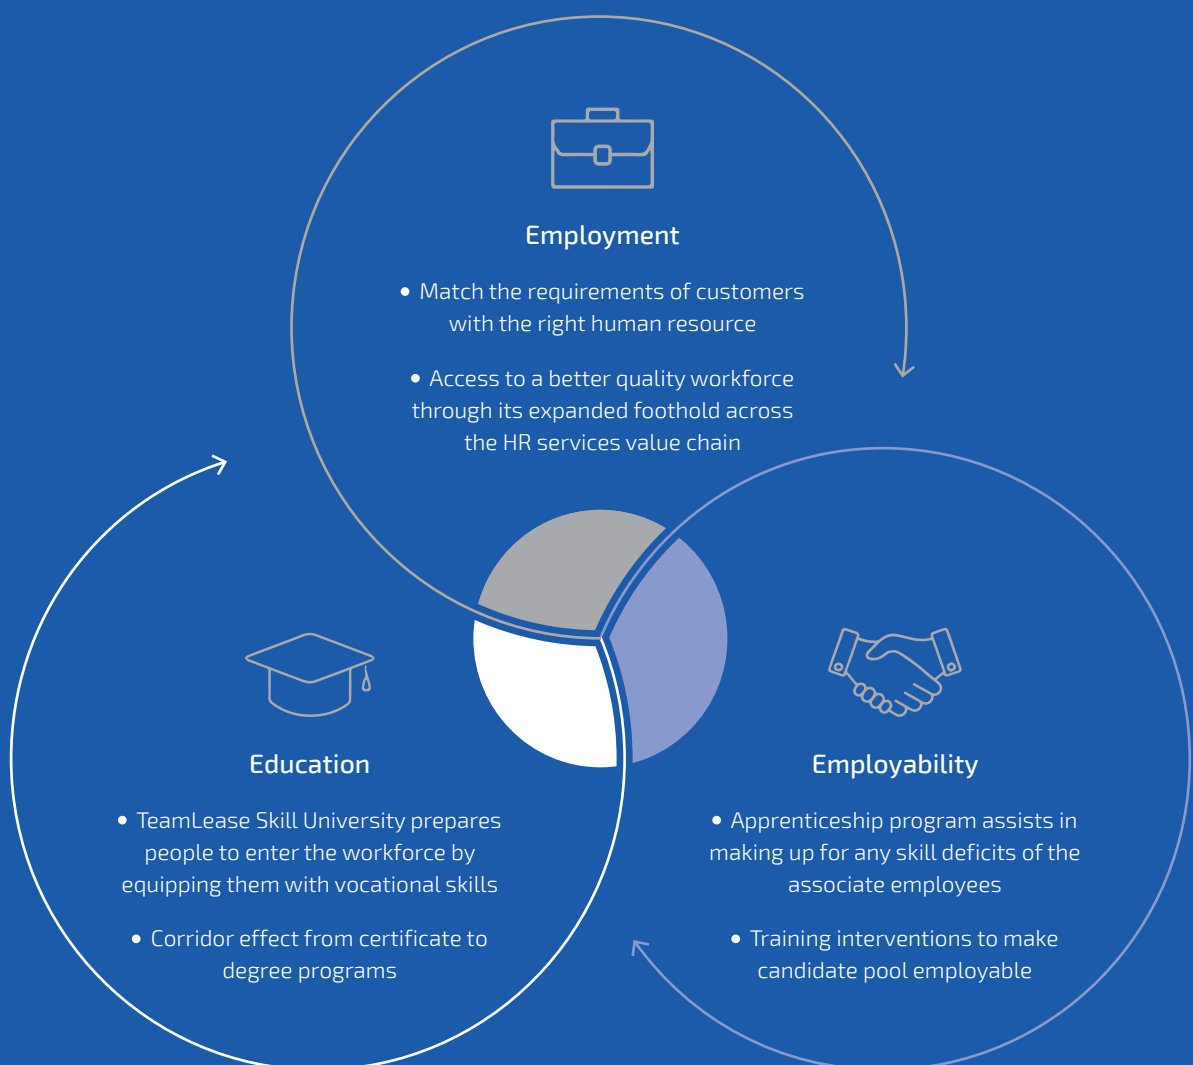 Employment
• Match the requirements of customers
with the right human resource
• Access to a better quality workforce
through its expanded foothold across
the HR services value chain
Education
• TeamLease Skill University prepares
people to enter the workforce by
equipping them with vocational skills
• Corridor effect from certificate to
degree programs
Employability
• Apprenticeship program assists in
making up for any skill deficits of the
associate employees
• Training interventions to make
candidate pool employable